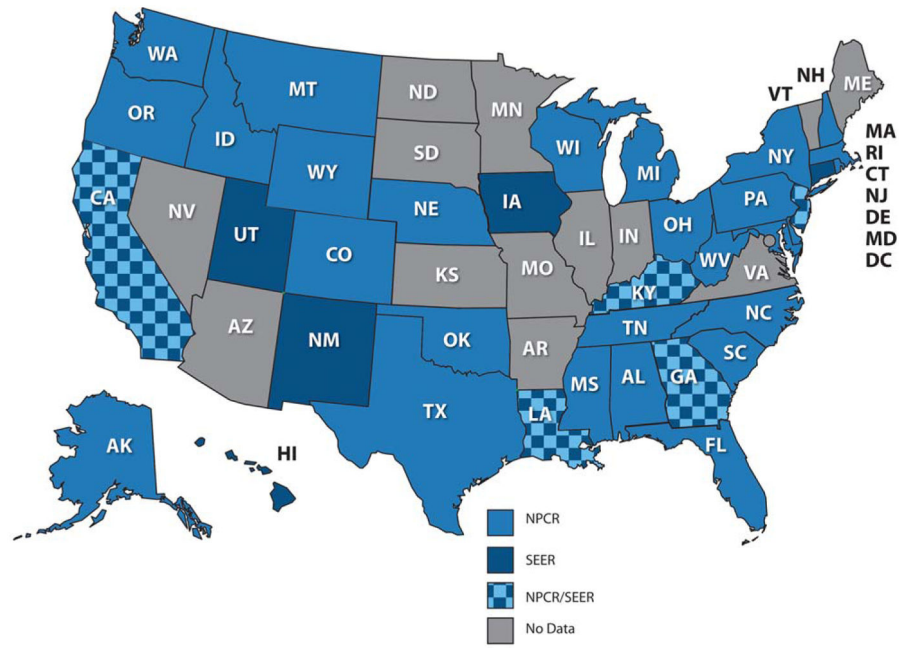 WA
OR
ID
MT
WY
CA
NV
UT
CO
AZ
NM
ND
SD
NE
KS
OK
TX
MN
IA
MO
AR
LA
WI
IL
MI
IN
OH
KY
TN
MS
AL
GA
FL
SC
NC
VA
WV
PA
NY
VT
NH
ME
MA
RI
CT
NJ
DE
MD
DC
AK
HI
NPCR
SEER
NPCR/SEER
No Data